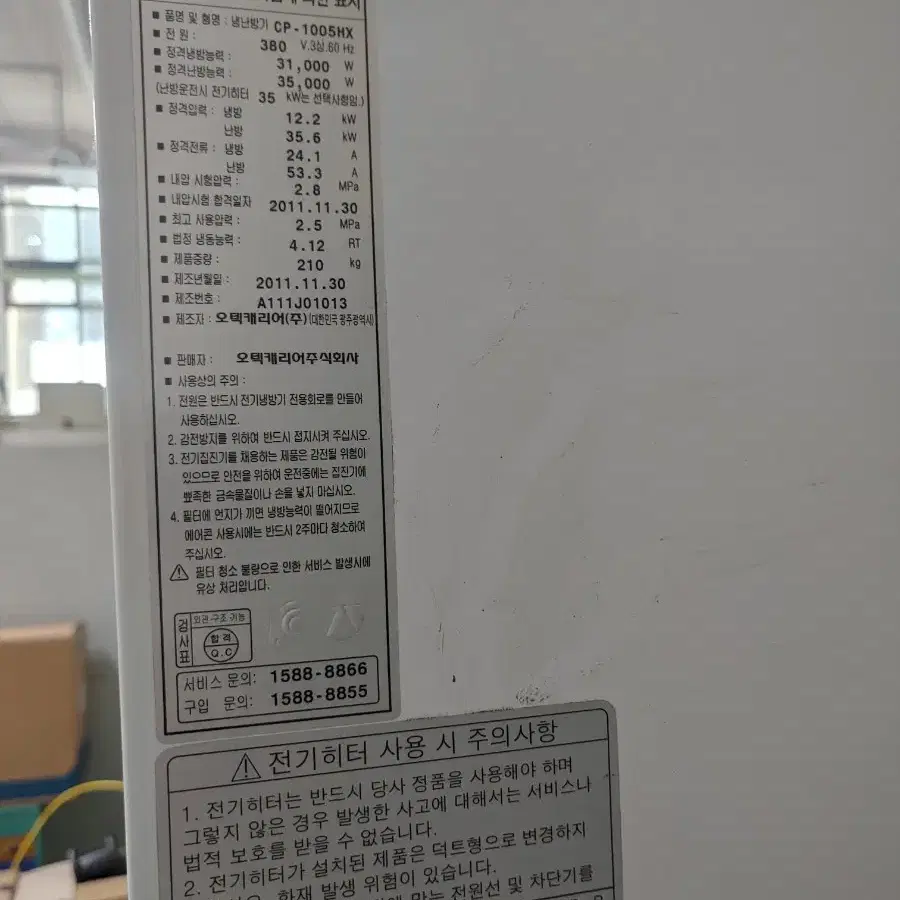 표시
■ 품명 및 형명 : 냉난방기 CP-1005HX
■ 전 원 : 380 V.3상.60 Hz
■ 정격냉방능력 : 31,000 W
■ 정격난방능력 : 35,000 W
(난방운전시 전기히터 35 kW는 선택사항임.)
■ 정격입력 : 냉방 12.2 kW
난방 35.6 kW
■ 정격전류 : 냉방 24.1 A
난방 53.3 A
■ 내압 시험압력 : 2.8 MPa
■ 내압시험 합격일자 2011.11.30
■ 최고 사용압력 : 2.5 MPa
■ 법정 냉동능력 : 4.12 RT
■ 제품중량 : 210 kg
■ 제조년월일 : 2011.11.30
■ 제조번호 : A111J01013
■ 제조자 : 오텍캐리어(주) (대한민국 광주광역시)
■ 판매자 : 오텍캐리어주식회사
■ 사용상의 주의 :
1. 전원은 반드시 전기냉방기 전용회로를 만들어
사용하십시오.
2. 감전방지를 위하여 반드시 접지시켜 주십시오.
3. 전기집진기를 채용하는 제품은 감전될 위험이
있으므로 안전을 위하여 운전중에는 집진기에
뾰족한 금속물질이나 손을 넣지 마십시오.
4. 필터에 먼지가 끼면 냉방능력이 떨어지므로
에어콘 사용시에는 반드시 2주마다 청소하여
주십시오.
필터 청소 불량으로 인한 서비스 발생시에
유상 처리입니다.
검사표
외관·구조·기능
합격
Q.C
서비스 문의: 1588-8866
구입 문의: 1588-8855
전기히터 사용 시 주의사항
1. 전기히터는 반드시 당사 정품을 사용해야 하며
그렇지 않은 경우 발생한 사고에 대해서는 서비스나
법적 보호를 받을 수 없습니다.
2. 전기히터가 설치된 제품은 덕트형으로 변경하지
화재 발생 위험이 있습니다.
맞는 전원선 및 차단기를